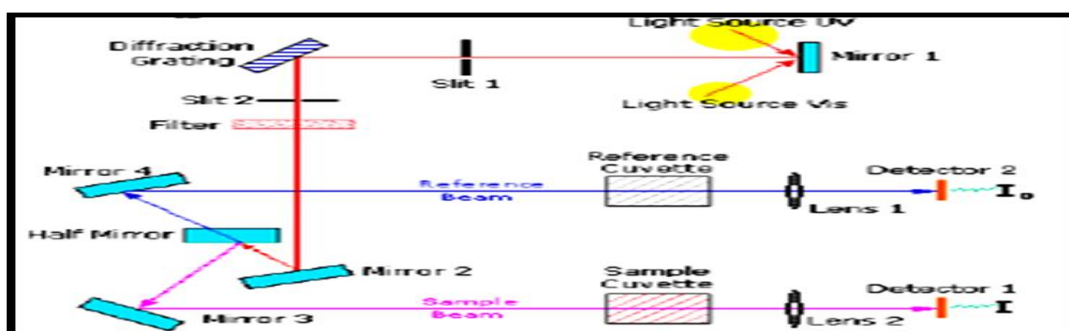 Light Source UV
Diffraction
Grating
Mirror 1
Slit 1
Slit 2
Light Source Vis
Filter
Mirror 4
Reference
Cuvette
Detector 2
Reference
Beam
I₀
Lens 1
Half Mirror
Mirror 2
Sample
Cuvette
Detector 1
Sample
Beam
I
Mirror 3
Lens 2